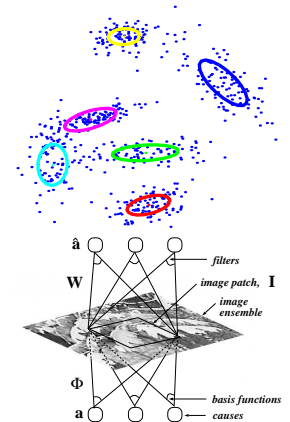 â
filters
W
image patch, I
image
ensemble
Φ
basis functions
a
causes